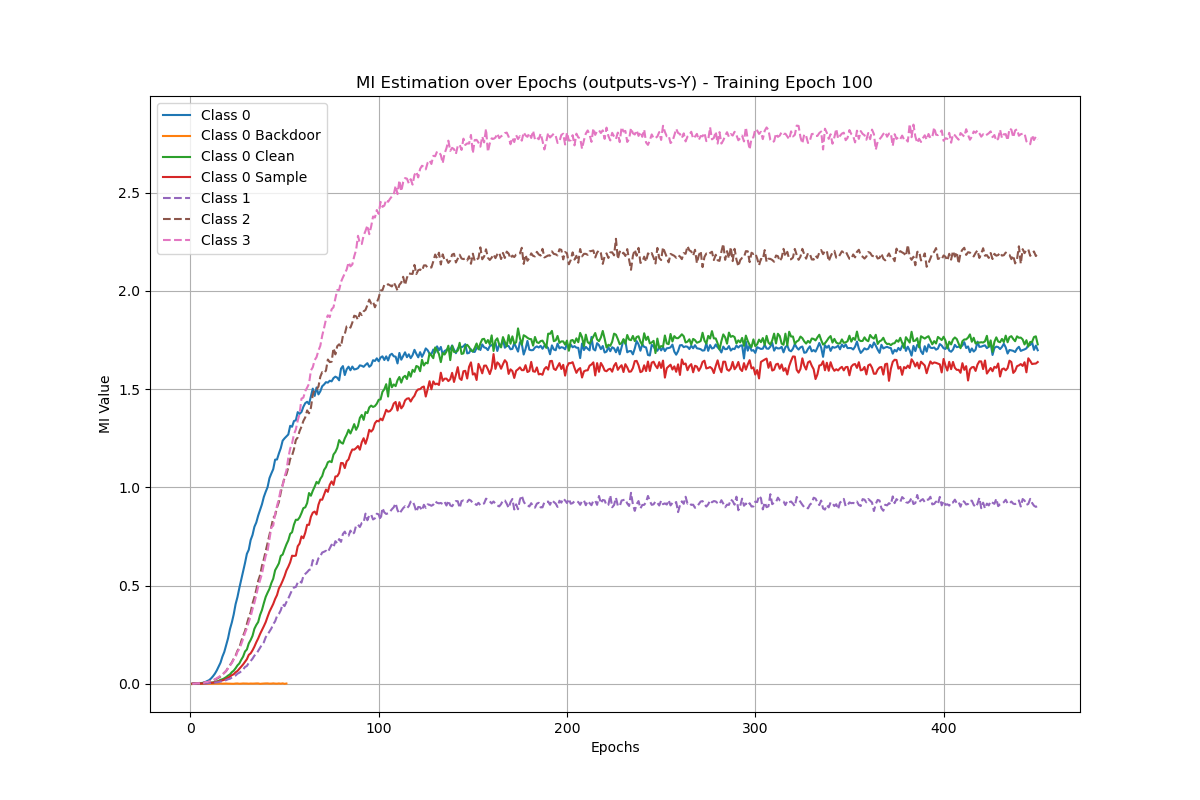 MI Estimation over Epochs (outputs-vs-Y) - Training Epoch 100
Class 0
Class 0 Backdoor
Class 0 Clean
Class 0 Sample
Class 1
Class 2
Class 3
MI Value
2.5
2.0
1.5
1.0
0.5
0.0
0 100 200 300 400
Epochs